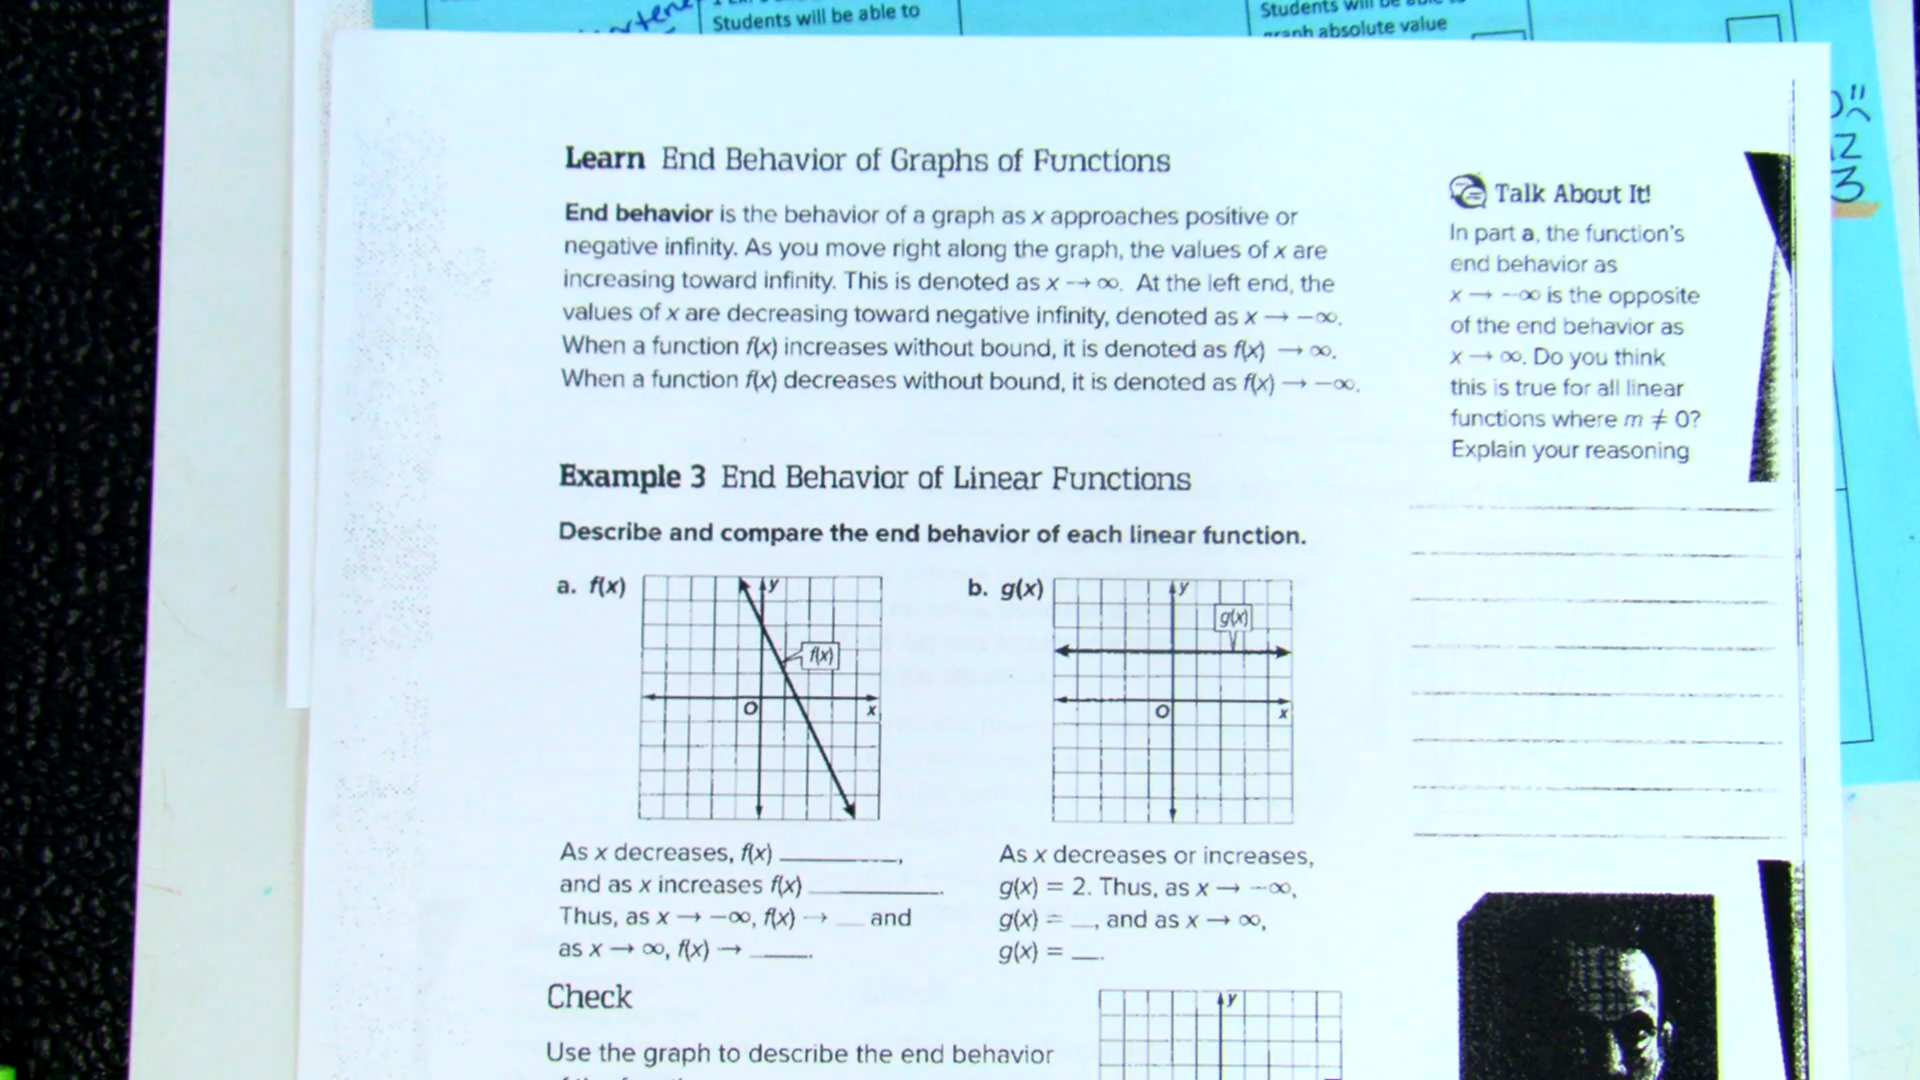 Students will be able to
Students will be able to
graph absolute value
Learn End Behavior of Graphs of Functions
End behavior is the behavior of a graph as x approaches positive or
negative infinity. As you move right along the graph, the values of x are
increasing toward infinity. This is denoted as x → ∞. At the left end, the
values of x are decreasing toward negative infinity, denoted as x → −∞.
When a function f(x) increases without bound, it is denoted as f(x) → ∞.
When a function f(x) decreases without bound, it is denoted as f(x) → −∞.
Talk About It!
In part a, the function's
end behavior as
x → −∞ is the opposite
of the end behavior as
x → ∞. Do you think
this is true for all linear
functions where m ≠ 0?
Explain your reasoning
Example 3 End Behavior of Linear Functions
Describe and compare the end behavior of each linear function.
a. f(x)
y
f(x)
O
x
b. g(x)
y
g(x)
O
x
As x decreases, f(x) ________,
and as x increases f(x) ________.
Thus, as x → −∞, f(x) → __ and
as x → ∞, f(x) → ____.
As x decreases or increases,
g(x) = 2. Thus, as x → −∞,
g(x) = __, and as x → ∞,
g(x) = __.
Check
y
Use the graph to describe the end behavior